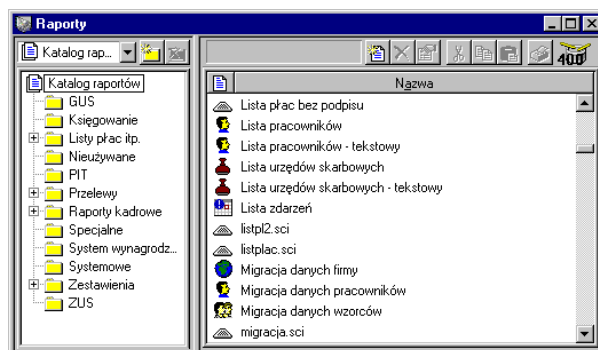 Raporty
Katalog rap...
400
Katalog raportów
GUS
Księgowanie
Listy płac itp.
Nieużywane
PIT
Przelewy
Raporty kadrowe
Specjalne
System wynagrodz...
Systemowe
Zestawienia
ZUS
Nazwa
Lista płac bez podpisu
Lista pracowników
Lista pracowników - tekstowy
Lista urzędów skarbowych
Lista urzędów skarbowych - tekstowy
Lista zdarzeń
listpl2.sci
listplac.sci
Migracja danych firmy
Migracja danych pracowników
Migracja danych wzorców
migracja.sci